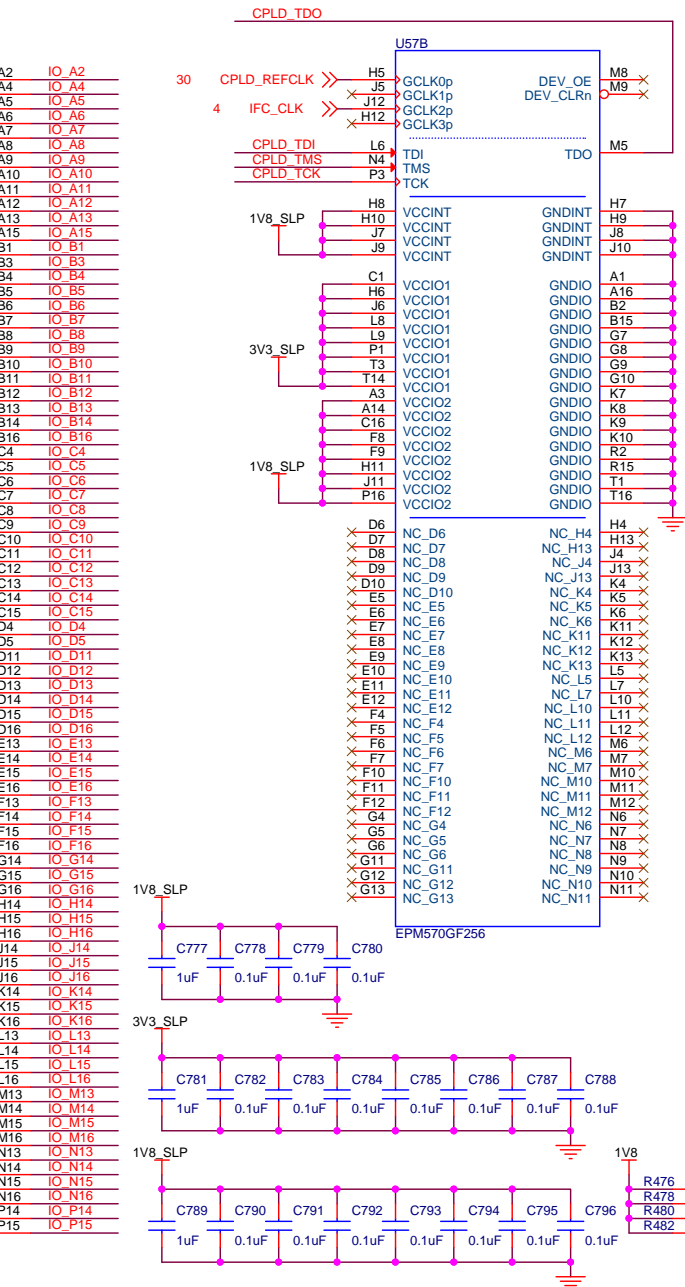 CPLD_TDO
U57B
30 CPLD_REFCLK H5 GCLK0p DEV_OE M8
J5 GCLK1p DEV_CLRn M9
4 IFC_CLK J12 GCLK2p
H12 GCLK3p
CPLD_TDI L6 TDI TDO M5
CPLD_TMS N4 TMS
CPLD_TCK P3 TCK
H8 VCCINT GNDINT H7
1V8_SLP H10 VCCINT GNDINT H9
J7 VCCINT GNDINT J8
J9 VCCINT GNDINT J10
C1 VCCIO1 GNDIO A1
H6 VCCIO1 GNDIO A16
J6 VCCIO1 GNDIO B2
L8 VCCIO1 GNDIO B15
L9 VCCIO1 GNDIO G7
3V3_SLP P1 VCCIO1 GNDIO G8
T3 VCCIO1 GNDIO G9
T14 VCCIO1 GNDIO G10
A3 VCCIO2 GNDIO K7
A14 VCCIO2 GNDIO K8
C16 VCCIO2 GNDIO K9
F8 VCCIO2 GNDIO K10
F9 VCCIO2 GNDIO R2
1V8_SLP H11 VCCIO2 GNDIO R15
J11 VCCIO2 GNDIO T1
P16 VCCIO2 GNDIO T16
D6 NC_D6 NC_H4 H4
D7 NC_D7 NC_H13 H13
D8 NC_D8 NC_J4 J4
D9 NC_D9 NC_J13 J13
D10 NC_D10 NC_K4 K4
E5 NC_E5 NC_K5 K5
E6 NC_E6 NC_K6 K6
E7 NC_E7 NC_K11 K11
E8 NC_E8 NC_K12 K12
E9 NC_E9 NC_K13 K13
E10 NC_E10 NC_L5 L5
E11 NC_E11 NC_L7 L7
E12 NC_E12 NC_L10 L10
F4 NC_F4 NC_L11 L11
F5 NC_F5 NC_L12 L12
F6 NC_F6 NC_M6 M6
F7 NC_F7 NC_M7 M7
F10 NC_F10 NC_M10 M10
F11 NC_F11 NC_M11 M11
F12 NC_F12 NC_M12 M12
G4 NC_G4 NC_N6 N6
G5 NC_G5 NC_N7 N7
G6 NC_G6 NC_N8 N8
G11 NC_G11 NC_N9 N9
G12 NC_G12 NC_N10 N10
G13 NC_G13 NC_N11 N11
EPM570GF256
A2 IO_A2
A4 IO_A4
A5 IO_A5
A6 IO_A6
A7 IO_A7
A8 IO_A8
A9 IO_A9
A10 IO_A10
A11 IO_A11
A12 IO_A12
A13 IO_A13
A15 IO_A15
B1 IO_B1
B3 IO_B3
B4 IO_B4
B5 IO_B5
B6 IO_B6
B7 IO_B7
B8 IO_B8
B9 IO_B9
B10 IO_B10
B11 IO_B11
B12 IO_B12
B13 IO_B13
B14 IO_B14
B16 IO_B16
C4 IO_C4
C5 IO_C5
C6 IO_C6
C7 IO_C7
C8 IO_C8
C9 IO_C9
C10 IO_C10
C11 IO_C11
C12 IO_C12
C13 IO_C13
C14 IO_C14
C15 IO_C15
D4 IO_D4
D5 IO_D5
D11 IO_D11
D12 IO_D12
D13 IO_D13
D14 IO_D14
D15 IO_D15
D16 IO_D16
E13 IO_E13
E14 IO_E14
E15 IO_E15
E16 IO_E16
F13 IO_F13
F14 IO_F14
F15 IO_F15
F16 IO_F16
G14 IO_G14
G15 IO_G15
G16 IO_G16
H14 IO_H14
H15 IO_H15
H16 IO_H16
J14 IO_J14
J15 IO_J15
J16 IO_J16
K14 IO_K14
K15 IO_K15
K16 IO_K16
L13 IO_L13
L14 IO_L14
L15 IO_L15
L16 IO_L16
M13 IO_M13
M14 IO_M14
M15 IO_M15
M16 IO_M16
N13 IO_N13
N14 IO_N14
N15 IO_N15
N16 IO_N16
P14 IO_P14
P15 IO_P15
1V8_SLP
C777 C778 C779 C780
1uF 0.1uF 0.1uF 0.1uF
3V3_SLP
C781 C782 C783 C784 C785 C786 C787 C788
1uF 0.1uF 0.1uF 0.1uF 0.1uF 0.1uF 0.1uF 0.1uF
1V8_SLP
C789 C790 C791 C792 C793 C794 C795 C796
1uF 0.1uF 0.1uF 0.1uF 0.1uF 0.1uF 0.1uF 0.1uF
1V8
R476
R478
R480
R482